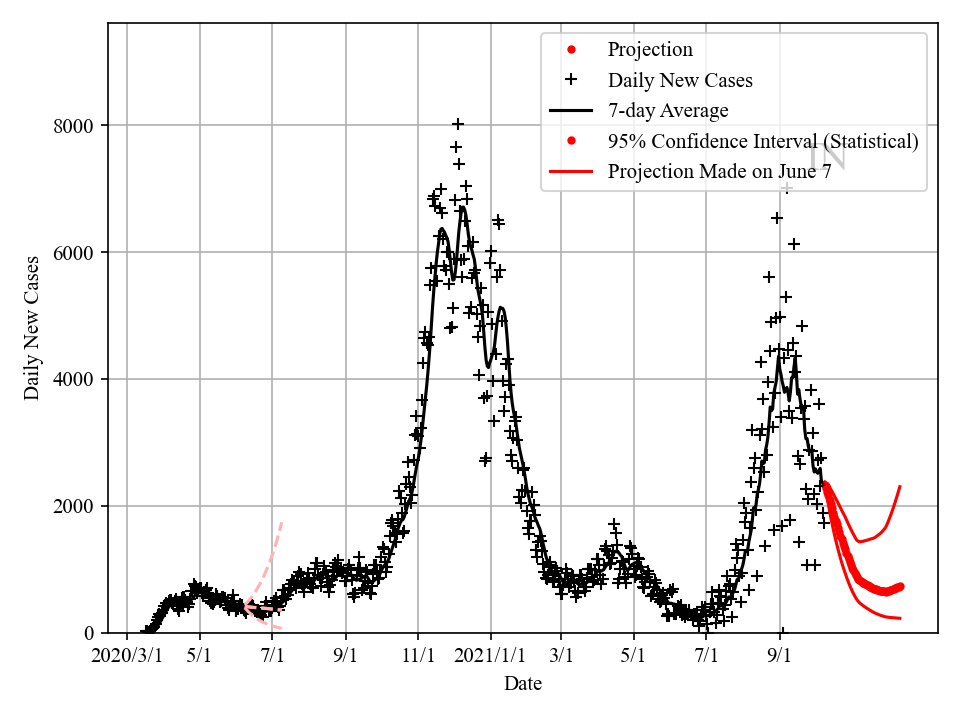 Projection
Daily New Cases
7-day Average
95% Confidence Interval (Statistical)
Projection Made on June 7
IN
8000
6000
4000
2000
0
Daily New Cases
2020/3/1 5/1 7/1 9/1 11/1 2021/1/1 3/1 5/1 7/1 9/1
Date